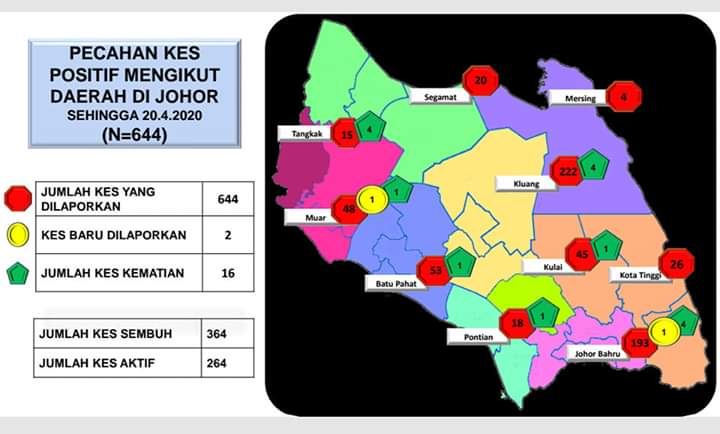 PECAHAN KES
POSITIF MENGIKUT
DAERAH DI JOHOR
SEHINGGA 20.4.2020
(N=644)
JUMLAH KES YANG
DILAPORKAN
644
KES BARU DILAPORKAN
2
JUMLAH KES KEMATIAN
16
JUMLAH KES SEMBUH
364
JUMLAH KES AKTIF
264
Segamat
20
Mersing
4
Tangkak
15
4
Kluang
222
4
Muar
48
1
1
Batu Pahat
53
1
Kulai
45
1
Kota Tinggi
26
Pontian
18
1
Johor Bahru
193
1
4